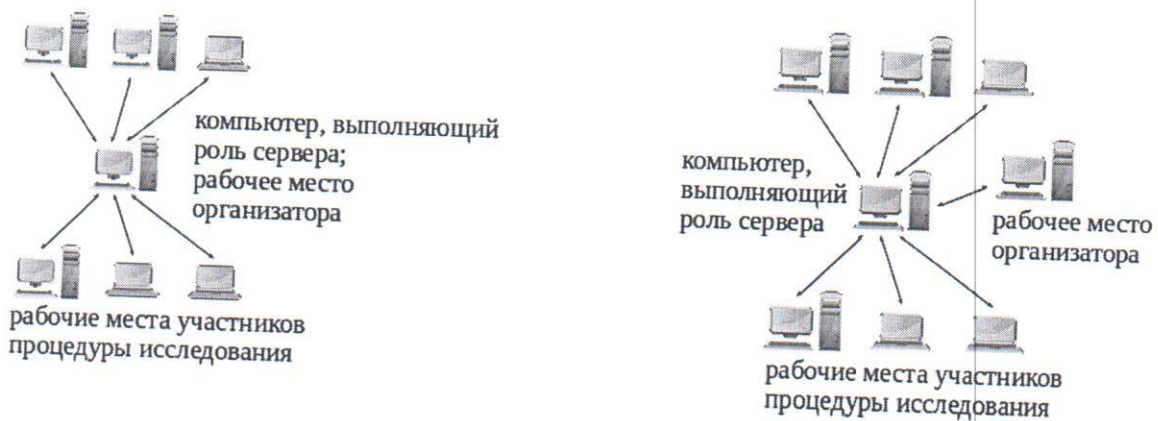 компьютер, выполняющий
роль сервера;
рабочее место
организатора
рабочие места участников
процедуры исследования
компьютер,
выполняющий
роль сервера
рабочее место
организатора
рабочие места участников
процедуры исследования